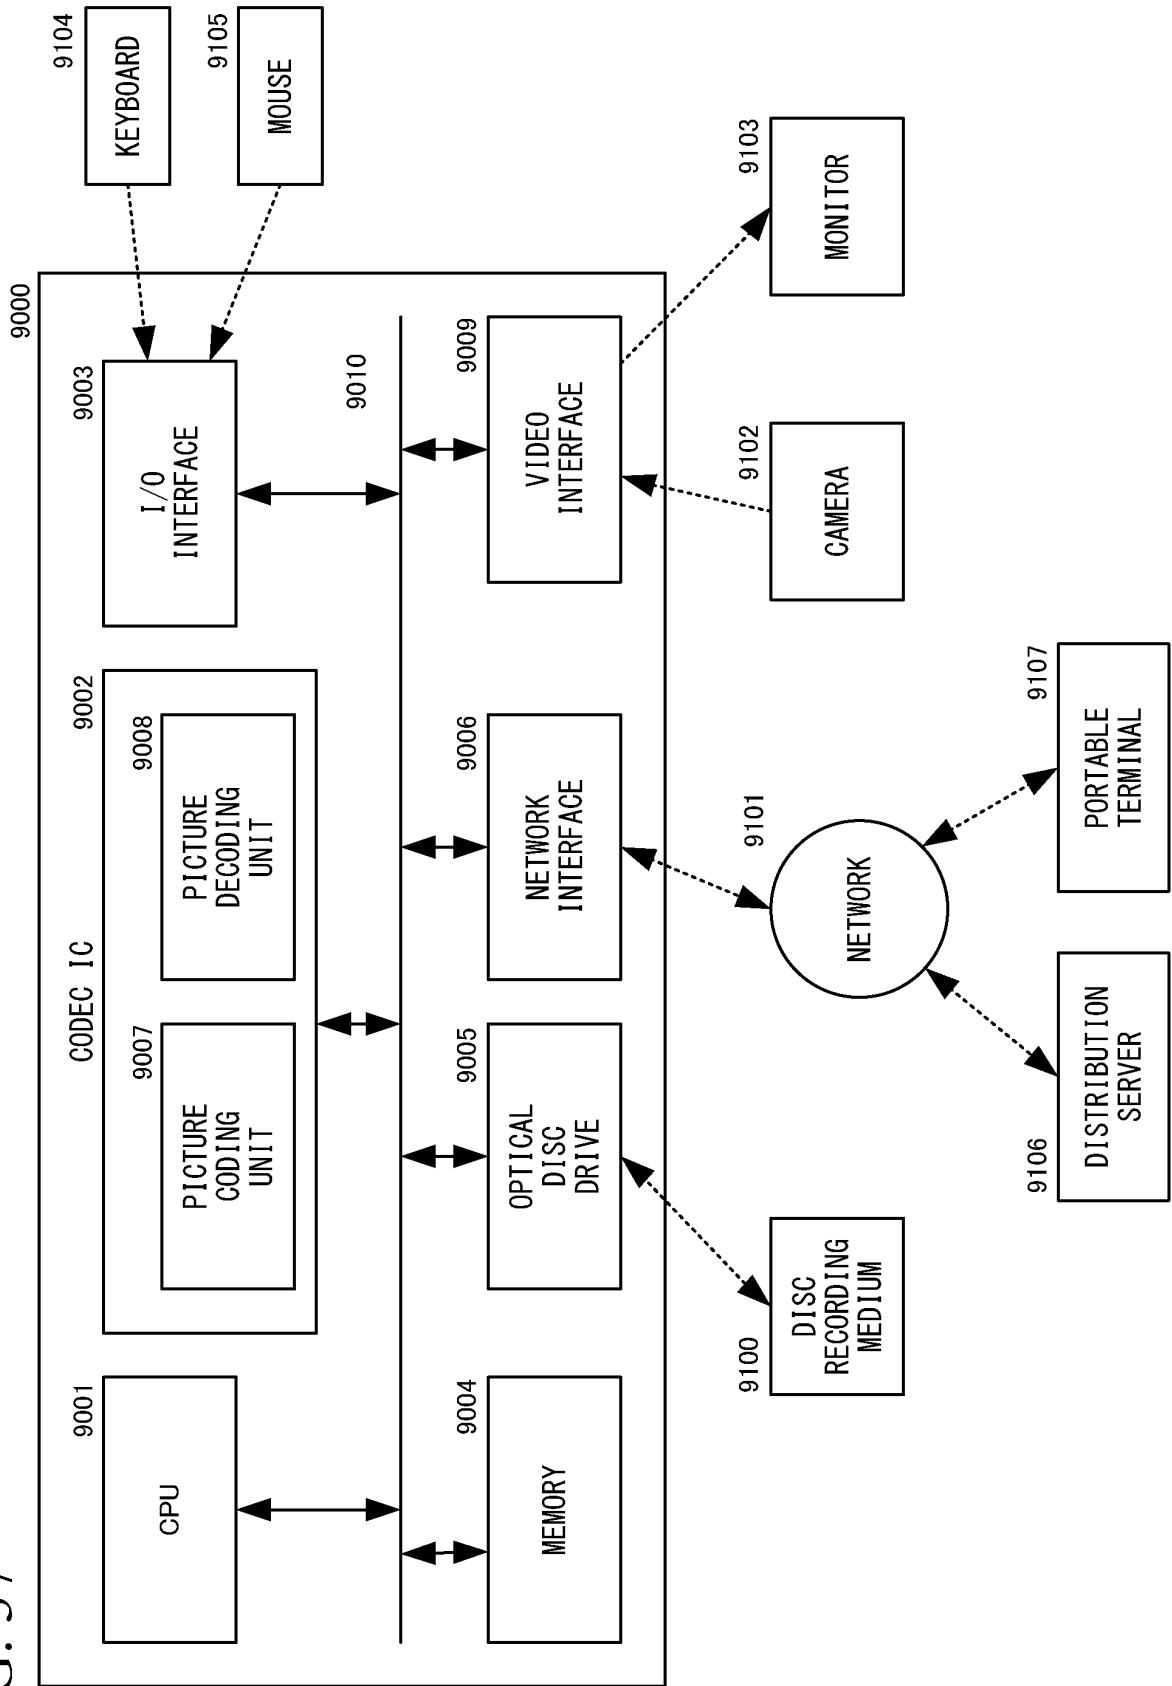 9000
9104
KEYBOARD
9105
MOUSE
CODEC IC
9001
CPU
9002
9007
PICTURE
CODING
UNIT
9008
PICTURE
DECODING
UNIT
9003
I/O
INTERFACE
9010
9004
MEMORY
9005
OPTICAL
DISC
DRIVE
9006
NETWORK
INTERFACE
9009
VIDEO
INTERFACE
9100
DISC
RECORDING
MEDIUM
9101
NETWORK
9102
CAMERA
9103
MONITOR
9106
DISTRIBUTION
SERVER
9107
PORTABLE
TERMINAL